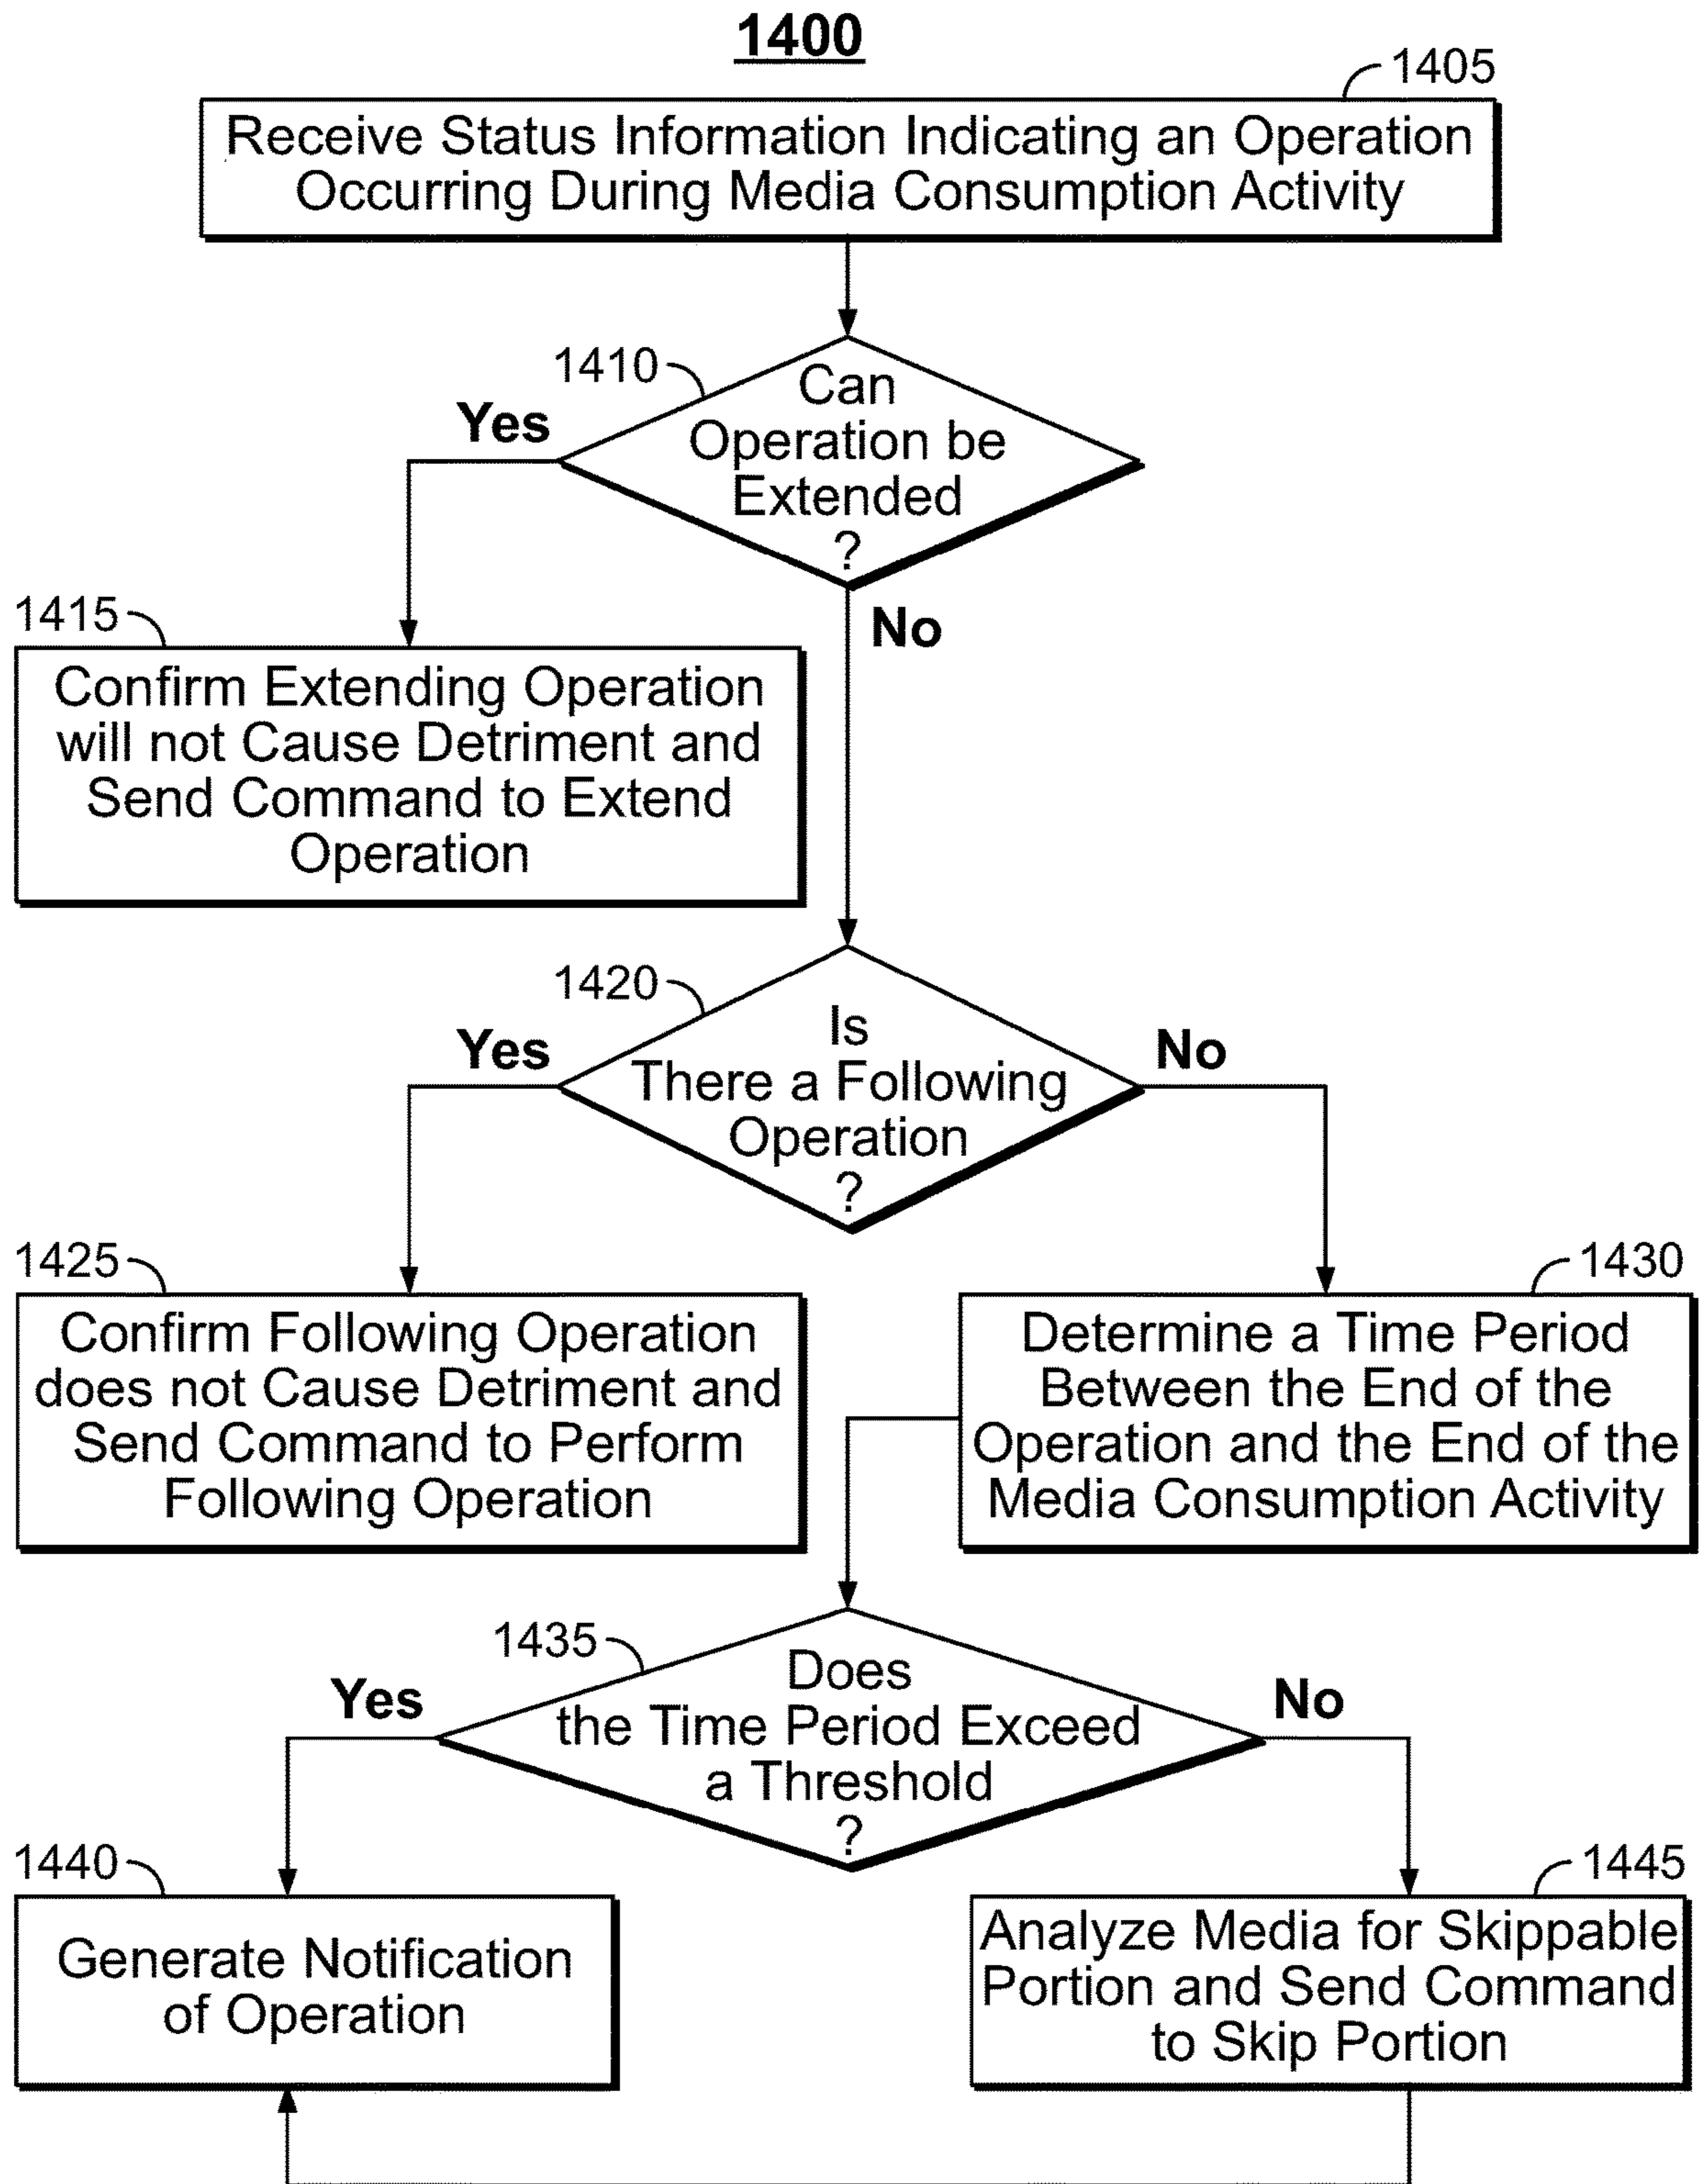 1400
1405
Receive Status Information Indicating an Operation
Occurring During Media Consumption Activity
1410
Can
Operation be
Extended
?
Yes
No
1415
Confirm Extending Operation
will not Cause Detriment and
Send Command to Extend
Operation
1420
Is
There a Following
Operation
?
Yes
No
1425
Confirm Following Operation
does not Cause Detriment and
Send Command to Perform
Following Operation
1430
Determine a Time Period
Between the End of the
Operation and the End of the
Media Consumption Activity
1435
Does
the Time Period Exceed
a Threshold
?
Yes
No
1440
Generate Notification
of Operation
1445
Analyze Media for Skippable
Portion and Send Command
to Skip Portion